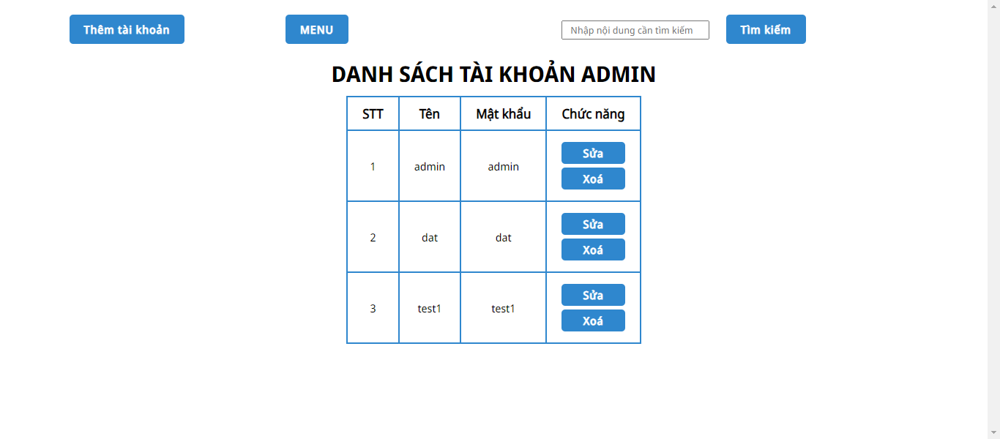 Thêm tài khoản MENU Nhập nội dung cần tìm kiếm Tìm kiếm
DANH SÁCH TÀI KHOẢN ADMIN
STT Tên Mật khẩu Chức năng
1 admin admin Sửa
Xoá
2 dat dat Sửa
Xoá
3 test1 test1 Sửa
Xoá